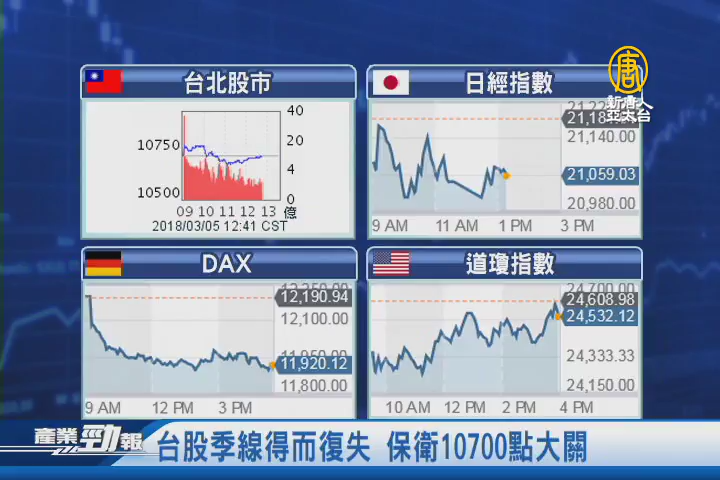 台北股市
40
10750
20
4
10500
0
09 10 11 12 13 億
2018/03/05 12:41 CST
日經指數
21,140.00
21,059.03
20,980.00
9 AM 11 AM 1 PM 3 PM
唐
新唐人
亞太台
DAX
12,190.94
12,100.00
11,920.12
11,800.00
9 AM 12 PM 3 PM
道瓊指數
24,700.00
24,608.98
24,532.12
24,333.33
24,150.00
10 AM 12 PM 2 PM 4 PM
產業勁報
台股季線得而復失 保衛10700點大關